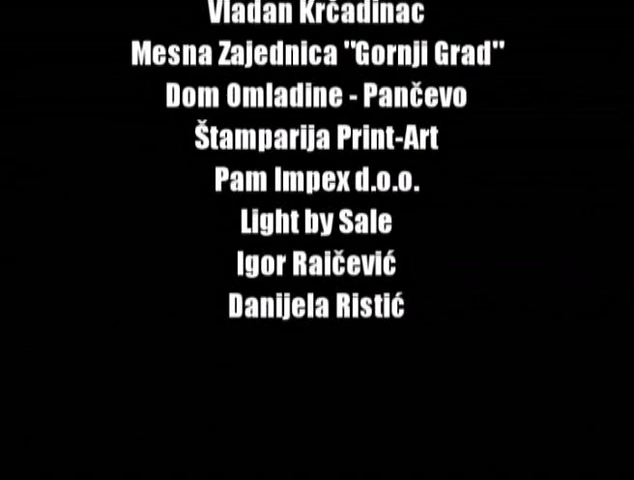 Vladan Krčadinac
Mesna Zajednica "Gornji Grad"
Dom Omladine - Pančevo
Štamparija Print-Art
Pam Impex d.o.o.
Light by Sale
Igor Raičević
Danijela Ristić